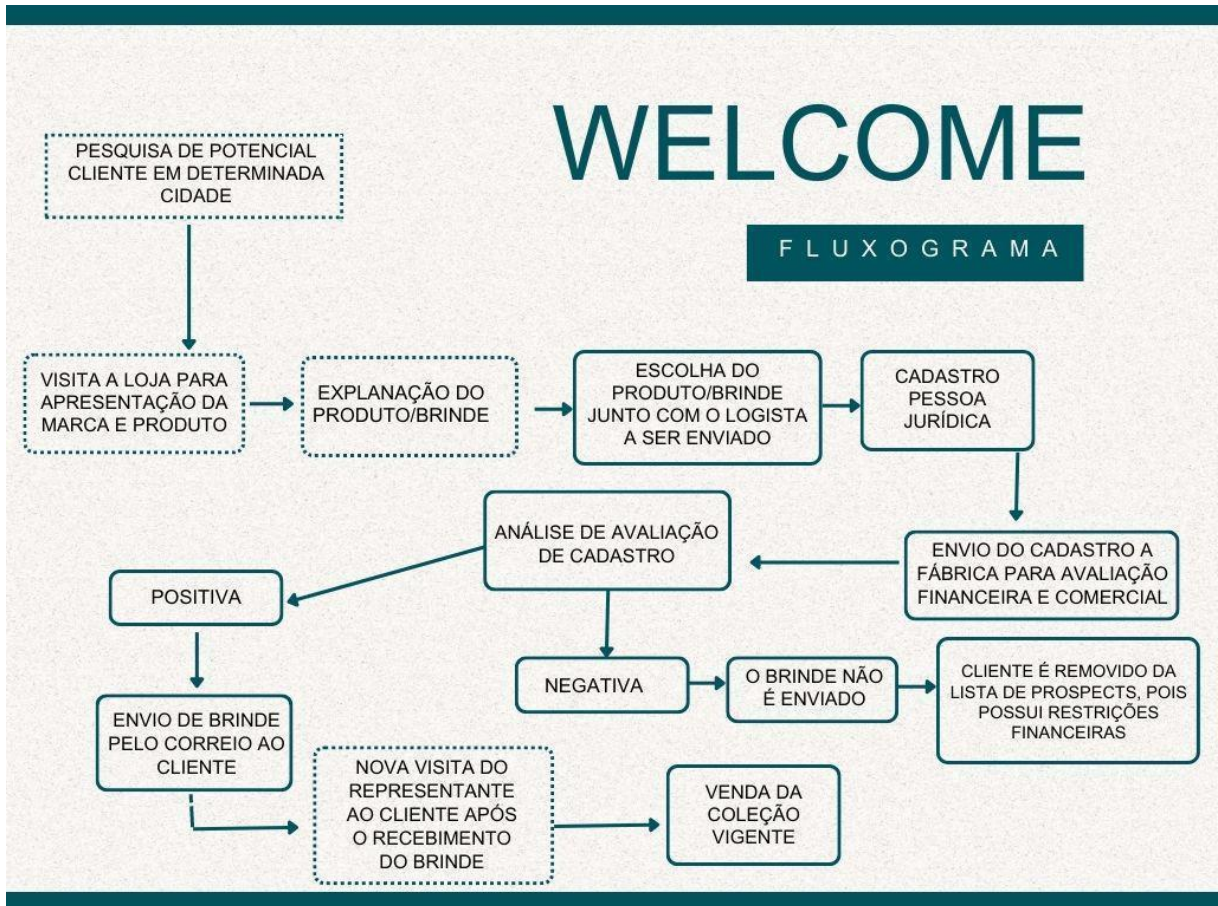 WELCOME
FLUXOGRAMA
PESQUISA DE POTENCIAL
CLIENTE EM DETERMINADA
CIDADE
VISITA A LOJA PARA
APRESENTAÇÃO DA
MARCA E PRODUTO
EXPLANAÇÃO DO
PRODUTO/BRINDE
ESCOLHA DO
PRODUTO/BRINDE
JUNTO COM O LOGISTA
A SER ENVIADO
CADASTRO
PESSOA
JURÍDICA
ENVIO DO CADASTRO A
FÁBRICA PARA AVALIAÇÃO
FINANCEIRA E COMERCIAL
ANÁLISE DE AVALIAÇÃO
DE CADASTRO
POSITIVA
NEGATIVA
O BRINDE NÃO
É ENVIADO
CLIENTE É REMOVIDO DA
LISTA DE PROSPECTS, POIS
POSSUI RESTRIÇÕES
FINANCEIRAS
ENVIO DE BRINDE
PELO CORREIO AO
CLIENTE
NOVA VISITA DO
REPRESENTANTE
AO CLIENTE APÓS
O RECEBIMENTO
DO BRINDE
VENDA DA
COLEÇÃO
VIGENTE